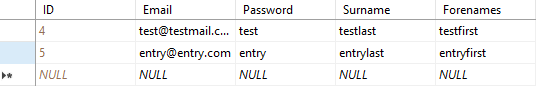 ID Email Password Surname Forenames
4 test@testmail.c... test testlast testfirst
5 entry@entry.com entry entrylast entryfirst
NULL NULL NULL NULL NULL